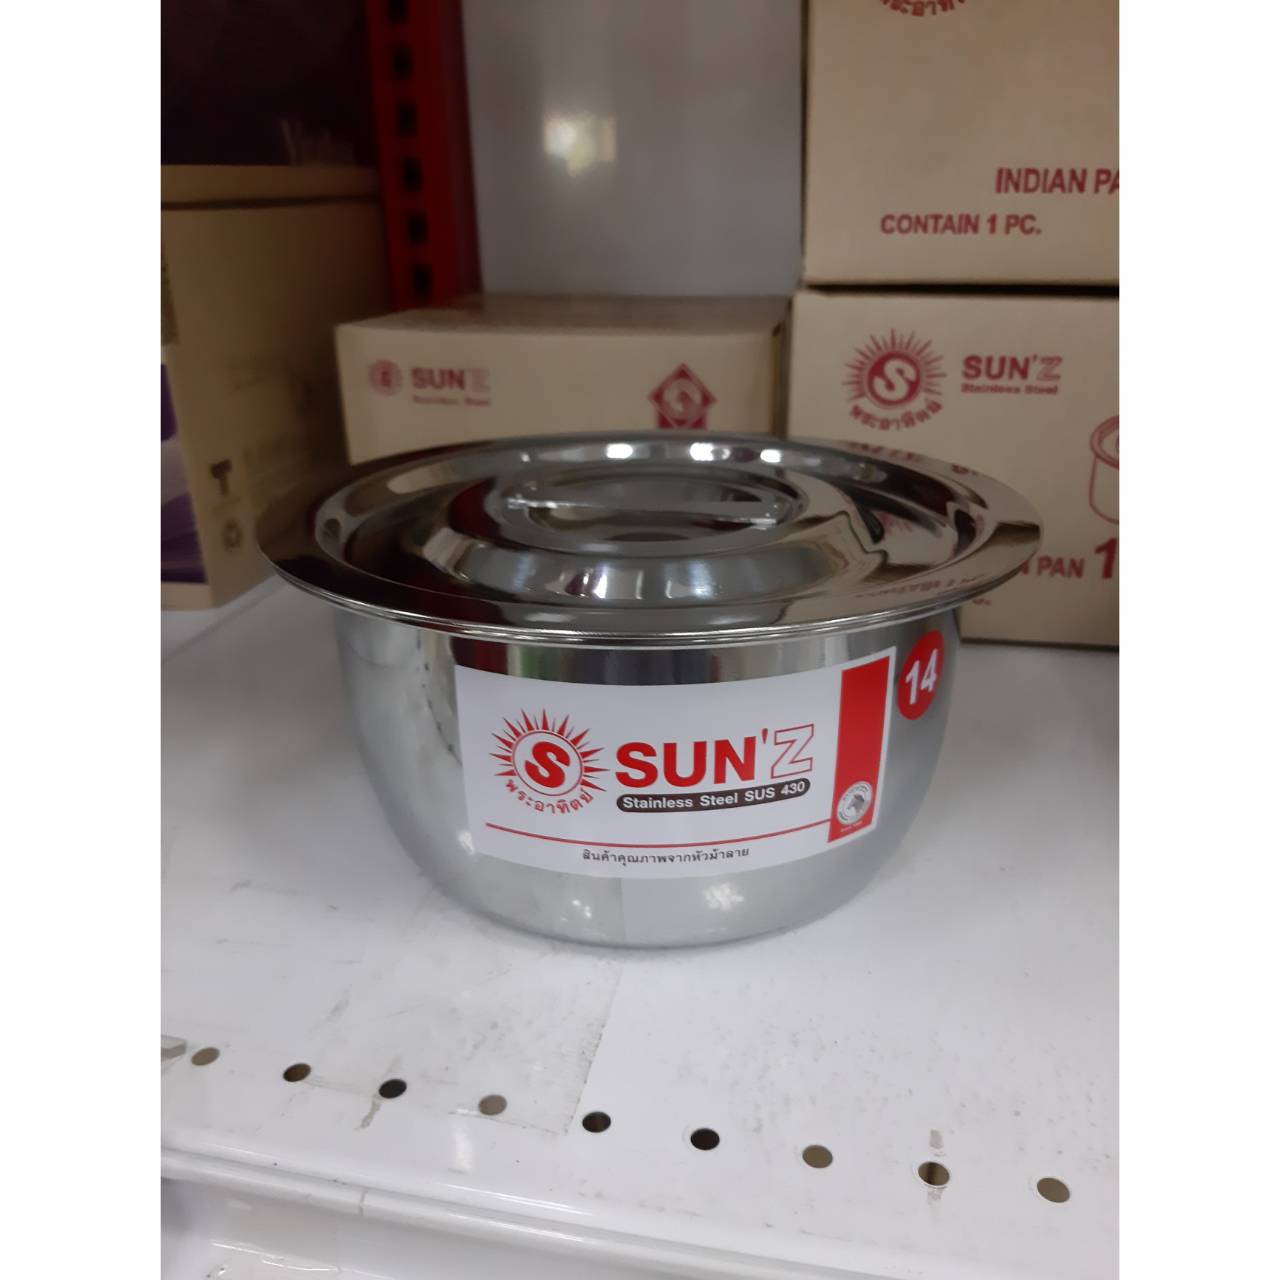 INDIAN PA
CONTAIN 1 PC.
SUN'Z
Stainless Steel
S
SUN'Z
Stainless Steel
พระอาทิตย์
PAN 1
14
S
SUN'Z
Stainless Steel SUS 430
พระอาทิตย์
สินค้าคุณภาพจากหัวม้าลาย